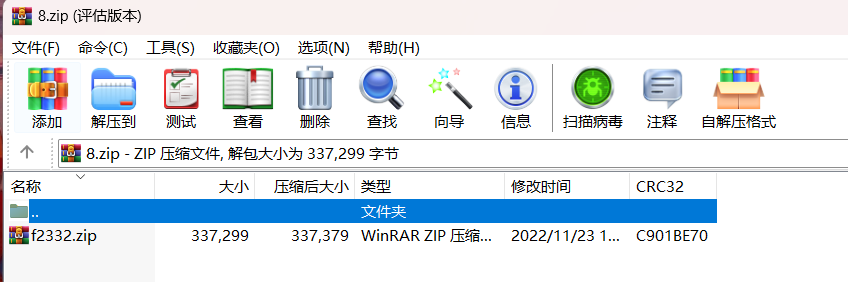 8.zip (评估版本)
文件(F) 命令(C) 工具(S) 收藏夹(O) 选项(N) 帮助(H)
添加 解压到 测试 查看 删除 查找 向导 信息 扫描病毒 注释 自解压格式
8.zip - ZIP 压缩文件, 解包大小为 337,299 字节
名称 大小 压缩后大小 类型 修改时间 CRC32
.. 文件夹
f2332.zip 337,299 337,379 WinRAR ZIP 压缩... 2022/11/23 1... C901BE70